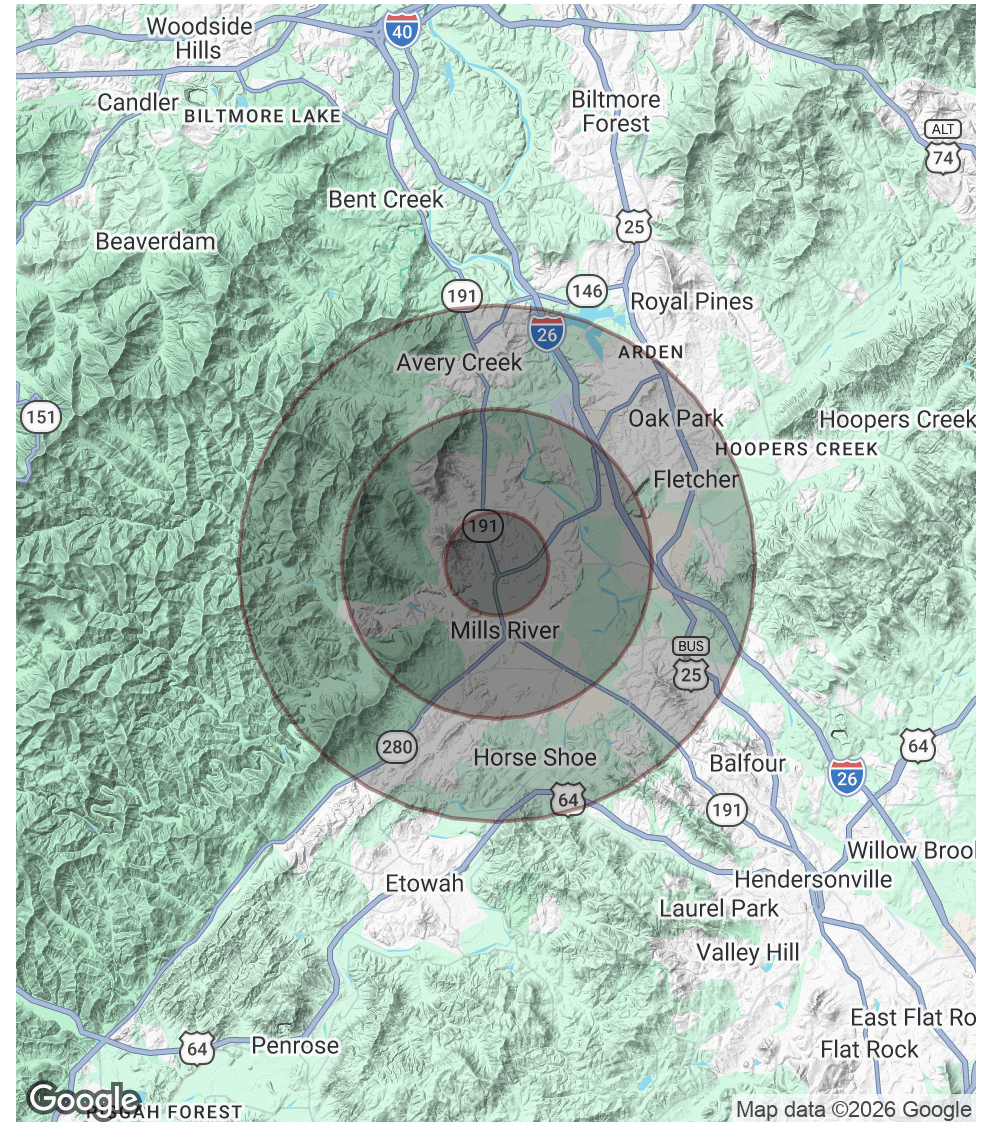 Woodside
Hills
40
Candler
BILTMORE LAKE
Biltmore
Forest
ALT
74
Bent Creek
25
Beaverdam
191
146
Royal Pines
26
ARDEN
Avery Creek
151
Oak Park
Hoopers Creek
HOOPERS CREEK
Fletcher
191
Mills River
BUS
25
280
Horse Shoe
64
Balfour
64
26
191
Willow Broo
Etowah
Hendersonville
Laurel Park
Valley Hill
East Flat Ro
64
Penrose
Flat Rock
Google
GAH FOREST
Map data ©2026 Google